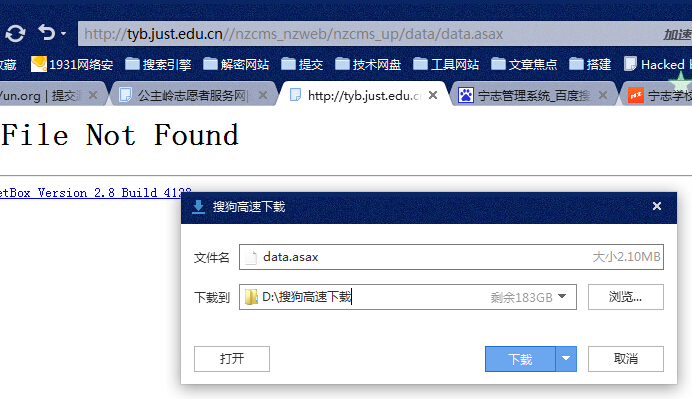 http://tyb.just.edu.cn//nzcms_nzweb/nzcms_up/data/data.asax 加速
收藏 1931网络安 搜索引擎 解密网站 提交 技术网盘 工具网站 文章焦点 搭建 Hacked b
/un.org | 提交 公主岭志愿者服务网| http://tyb.just.edu.c 宁志管理系统_百度搜 宁志学校
File Not Found
etBox Version 2.8 Build 4128
搜狗高速下载
文件名 data.asax 大小2.10MB
下载到 D:\搜狗高速下载 剩余183GB 浏览...
打开 下载 取消